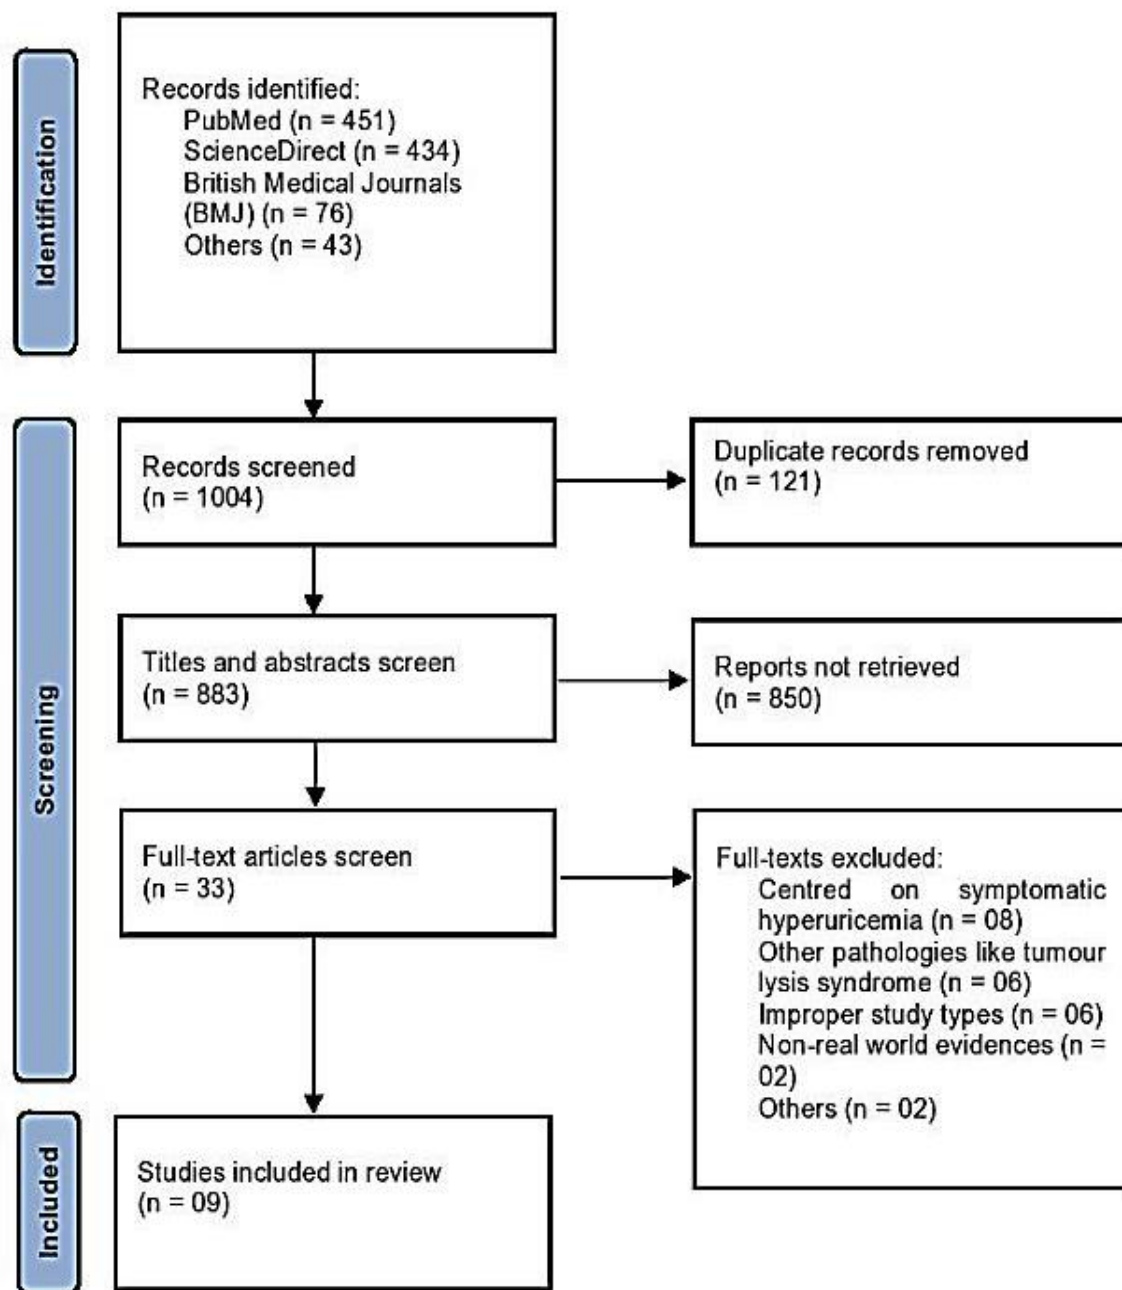 Identification
Records identified:
PubMed (n = 451)
ScienceDirect (n = 434)
British Medical Journals
(BMJ) (n = 76)
Others (n = 43)
Screening
Records screened
(n = 1004)
Duplicate records removed
(n = 121)
Titles and abstracts screen
(n = 883)
Reports not retrieved
(n = 850)
Full-text articles screen
(n = 33)
Full-texts excluded:
Centred on symptomatic
hyperuricemia (n = 08)
Other pathologies like tumour
lysis syndrome (n = 06)
Improper study types (n = 06)
Non-real world evidences (n =
02)
Others (n = 02)
Included
Studies included in review
(n = 09)